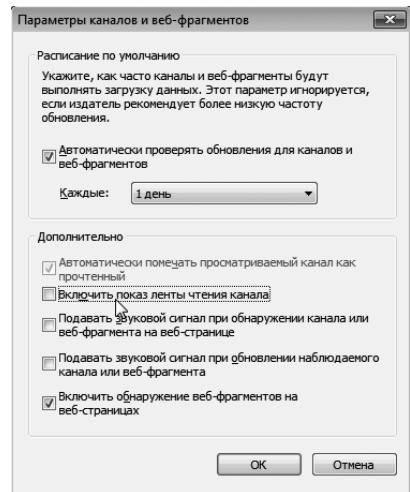 Параметры каналов и веб-фрагментов
Расписание по умолчанию
Укажите, как часто каналы и веб-фрагменты будут
выполнять загрузку данных. Этот параметр игнорируется,
если издатель рекомендует более низкую частоту
обновления.
Автоматически проверять обновления для каналов и
веб-фрагментов
Каждые: 1 день
Дополнительно
Автоматически помечать просматриваемый канал как
прочтенный
Включить показ ленты чтения канала
Подавать звуковой сигнал при обнаружении канала или
веб-фрагмента на веб-странице
Подавать звуковой сигнал при обновлении наблюдаемого
канала или веб-фрагмента
Включить обнаружение веб-фрагментов на
веб-страницах
ОК Отмена